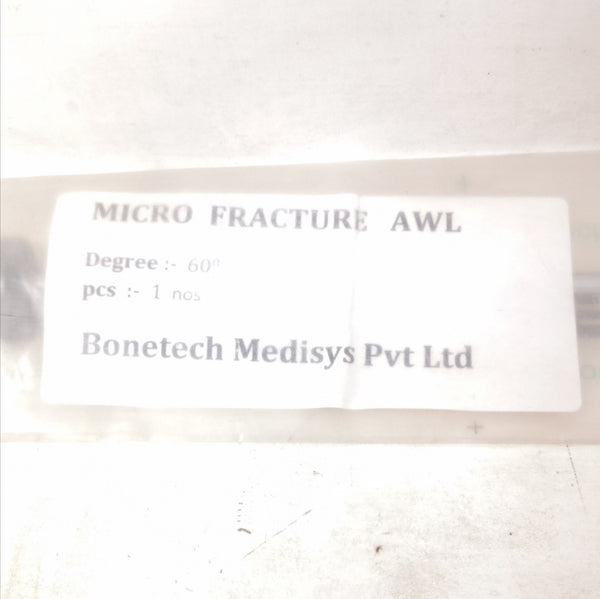 MICRO FRACTURE AWL
Degree :- 60°
pcs :- 1 nos
Bonetech Medisys Pvt Ltd